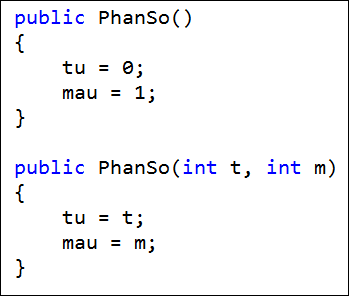 public PhanSo()
{
    tu = 0;
    mau = 1;
}

public PhanSo(int t, int m)
{
    tu = t;
    mau = m;
}